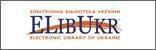 ЕЛЕКТРОННА БІБЛІОТЕКА УКРАЇНИ
ELIBUKR
ELECTRONIC LIBRARY OF UKRAINE